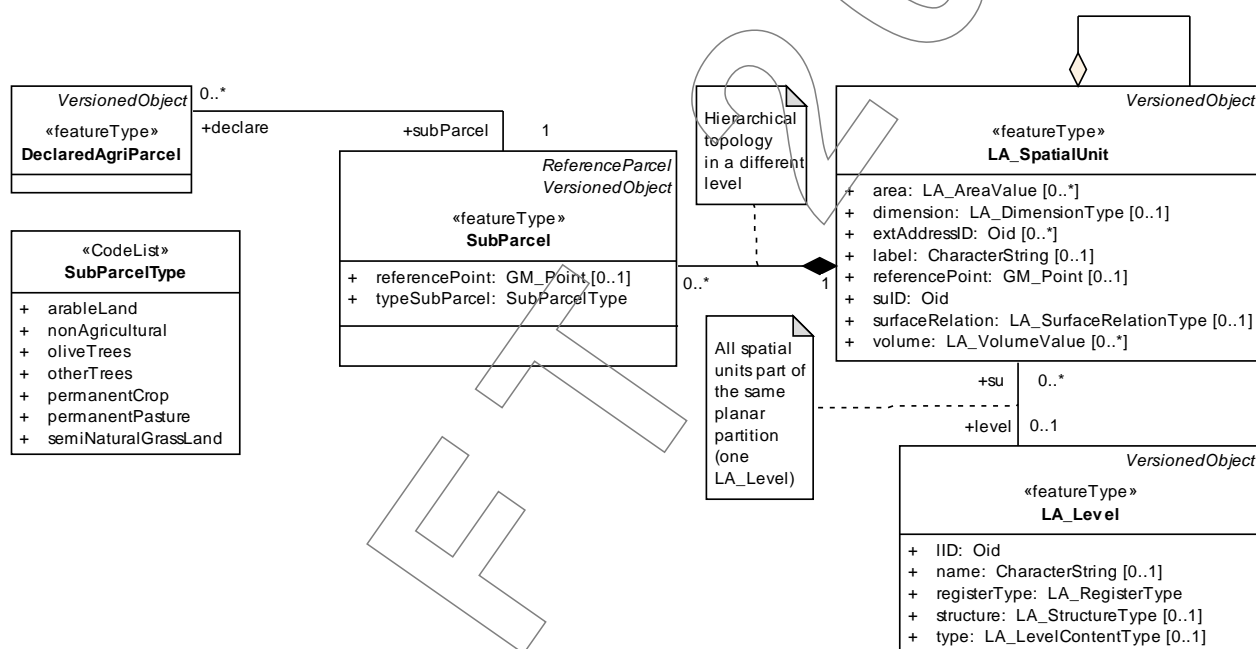 VersionedObject
«featureType»
DeclaredAgriParcel
0..*
+declare
+subParcel
1
ReferenceParcel
VersionedObject
«featureType»
SubParcel
+ referencePoint: GM_Point [0..1]
+ typeSubParcel: SubParcelType
«CodeList»
SubParcelType
+ arableLand
+ nonAgricultural
+ oliveTrees
+ otherTrees
+ permanentCrop
+ permanentPasture
+ semiNaturalGrassLand
Hierarchical
topology
in a different
level
0..*
1
VersionedObject
«featureType»
LA_SpatialUnit
+ area: LA_AreaValue [0..*]
+ dimension: LA_DimensionType [0..1]
+ extAddressID: Oid [0..*]
+ label: CharacterString [0..1]
+ referencePoint: GM_Point [0..1]
+ suID: Oid
+ surfaceRelation: LA_SurfaceRelationType [0..1]
+ volume: LA_VolumeValue [0..*]
All spatial
units part of
the same
planar
partition
(one
LA_Level)
+su 0..*
+level 0..1
VersionedObject
«featureType»
LA_Level
+ lID: Oid
+ name: CharacterString [0..1]
+ registerType: LA_RegisterType
+ structure: LA_StructureType [0..1]
+ type: LA_LevelContentType [0..1]
F T